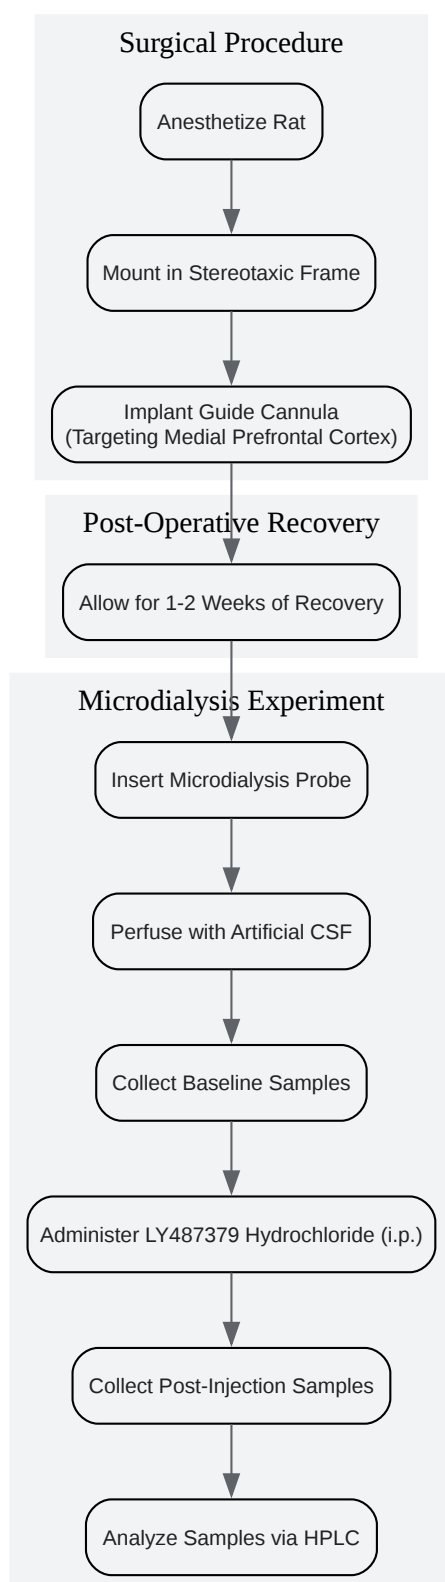 Surgical Procedure
Anesthetize Rat
Mount in Stereotaxic Frame
Implant Guide Cannula
(Targeting Medial Prefrontal Cortex)
Post-Operative Recovery
Allow for 1-2 Weeks of Recovery
Microdialysis Experiment
Insert Microdialysis Probe
Perfuse with Artificial CSF
Collect Baseline Samples
Administer LY487379 Hydrochloride (i.p.)
Collect Post-Injection Samples
Analyze Samples via HPLC